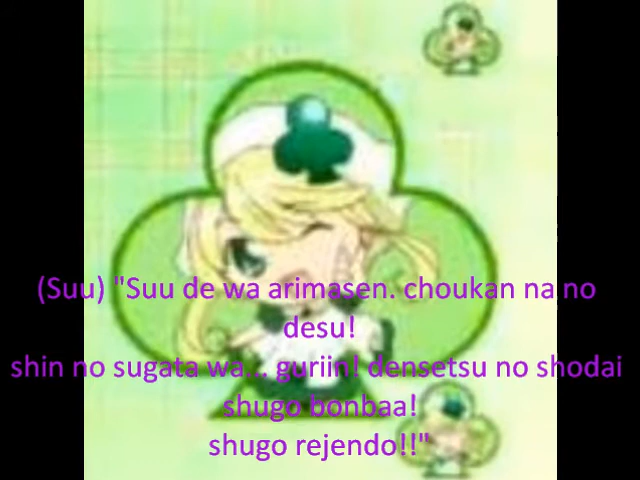 (Suu) "Suu de wa arimasen. choukan na no
desu!
shin no sugata wa... guriin! densetsu no shodai
shugo bonbaa!
shugo rejendo!!"